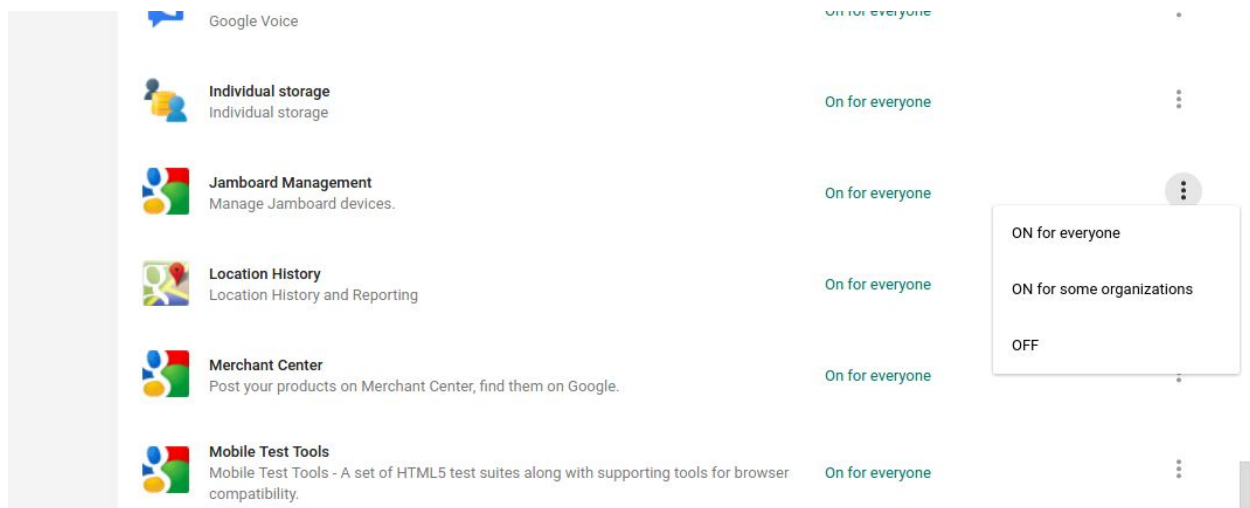 Google Voice
On for everyone
Individual storage
Individual storage
On for everyone
Jamboard Management
Manage Jamboard devices.
On for everyone
ON for everyone
ON for some organizations
OFF
Location History
Location History and Reporting
On for everyone
Merchant Center
Post your products on Merchant Center, find them on Google.
On for everyone
Mobile Test Tools
Mobile Test Tools - A set of HTML5 test suites along with supporting tools for browser
compatibility.
On for everyone